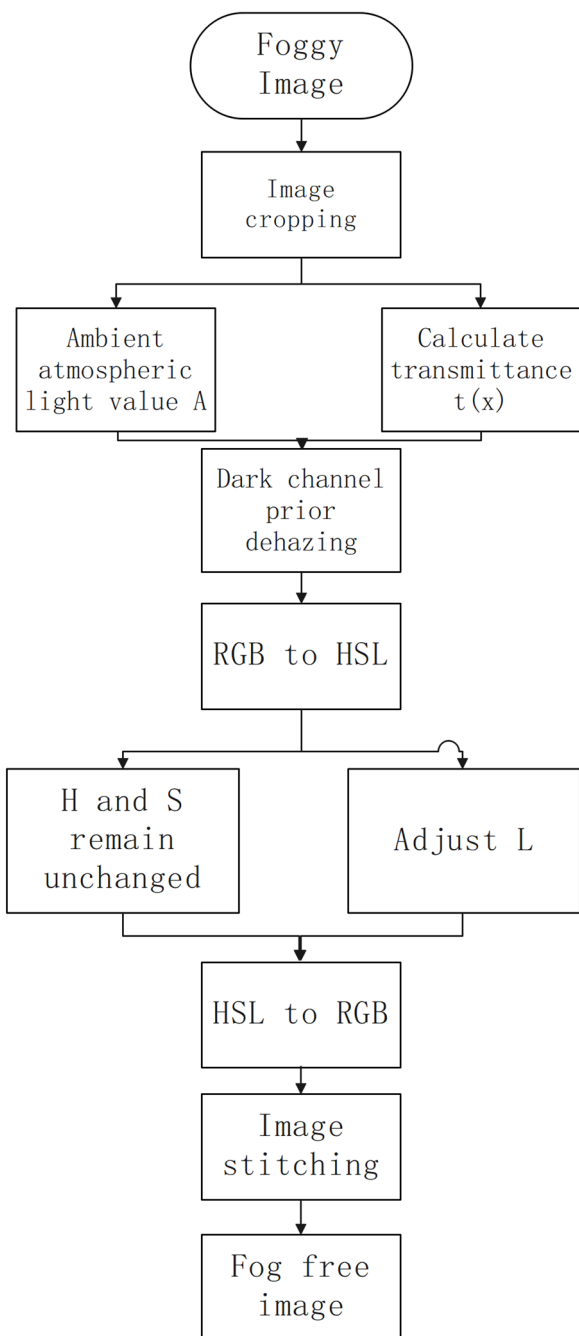 Foggy
Image
Image
cropping
Ambient
atmospheric
light value A
Calculate
transmittance
t(x)
Dark channel
prior
dehazing
RGB to HSL
H and S
remain
unchanged
Adjust L
HSL to RGB
Image
stitching
Fog free
image